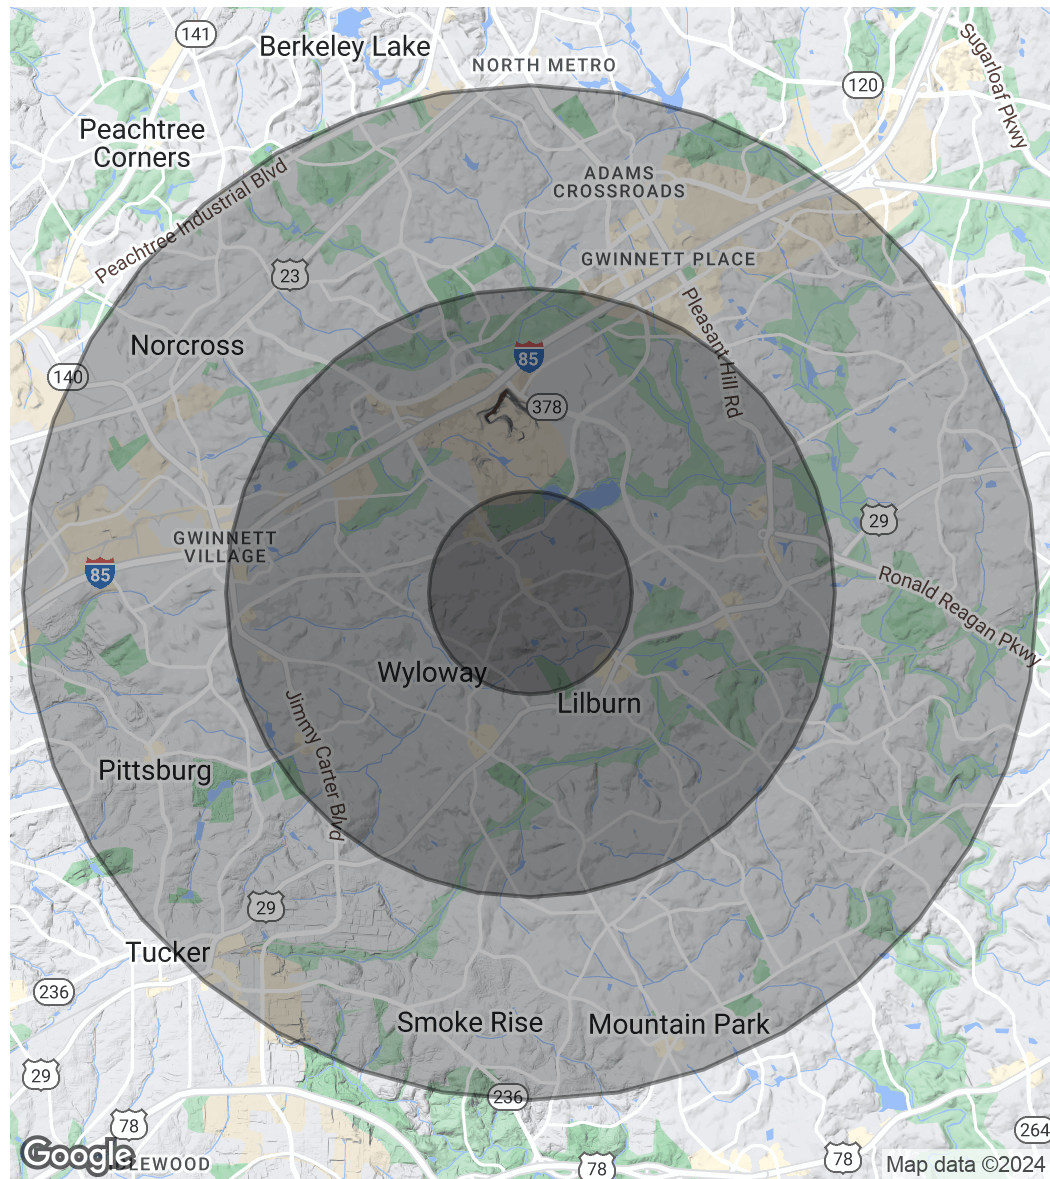 141
Berkeley Lake
NORTH METRO
Sugarloaf Pkwy
120
Peachtree
Corners
ADAMS
CROSSROADS
Peachtree Industrial Blvd
GWINNETT PLACE
23
Pleasant Hill Rd
Norcross
85
140
378
29
GWINNETT
VILLAGE
85
Ronald Reagan Pkwy
Wyloway
Lilburn
Jimmy Carter Blvd
Pittsburg
29
Tucker
236
Smoke Rise
Mountain Park
29
236
78
264
Google
LEWOOD
78
78
Map data ©2024